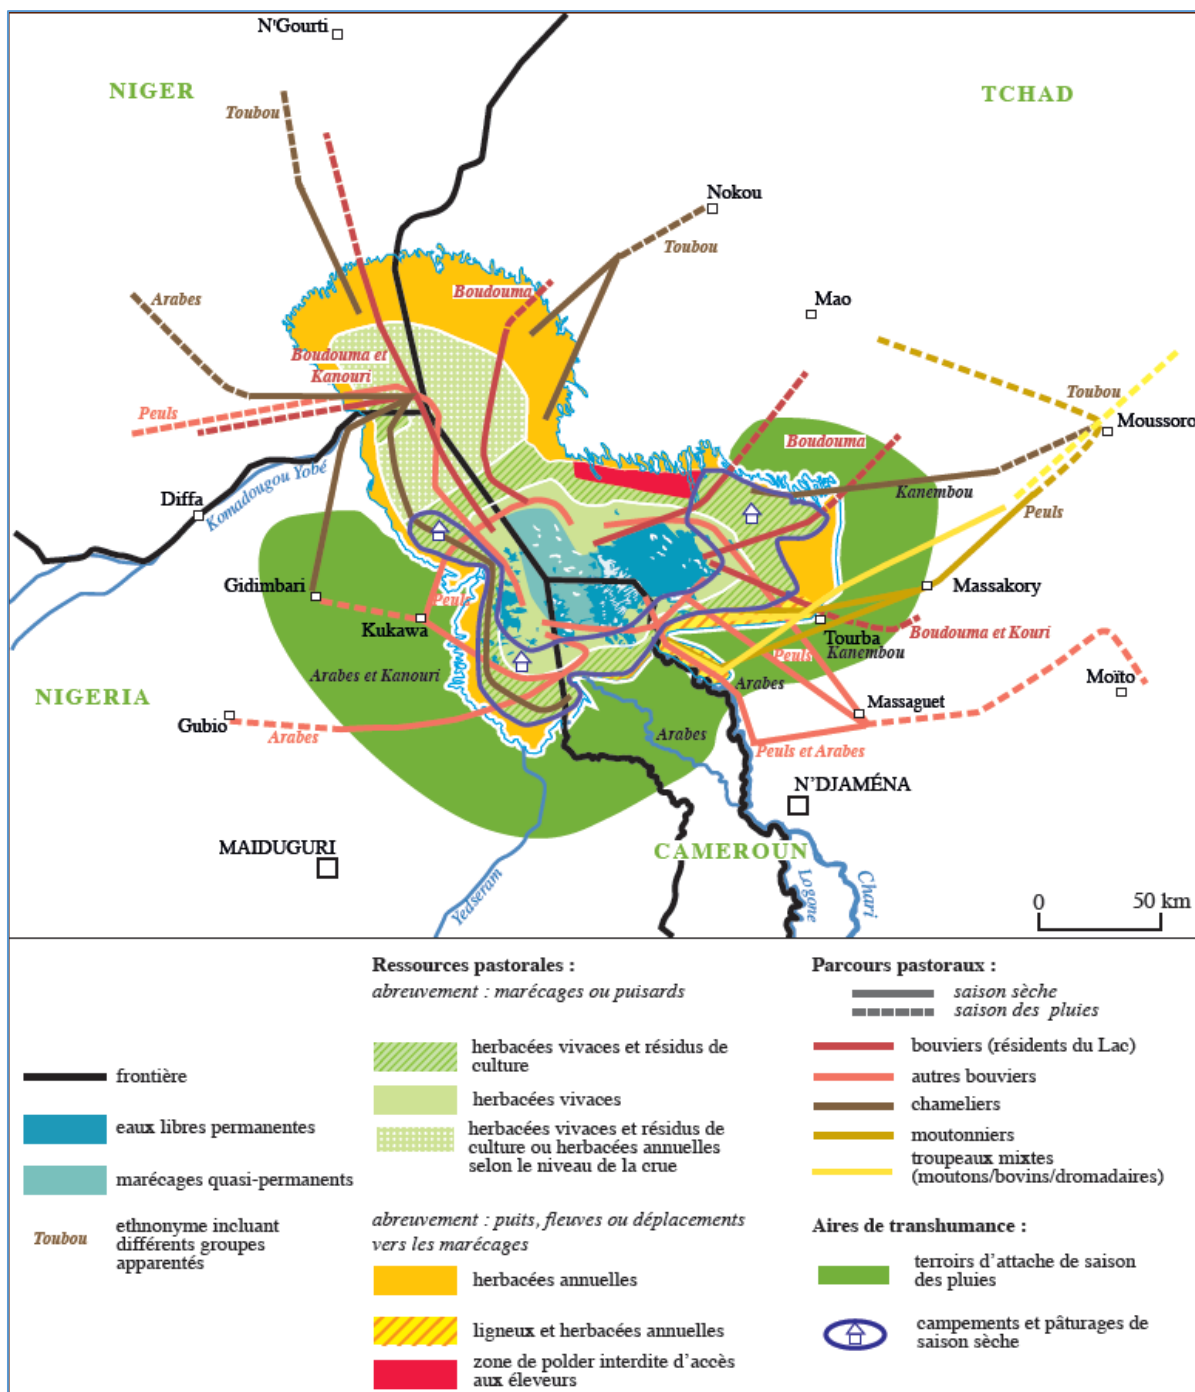 N'Gourti
NIGER
TCHAD
Toubou
Nokou
Toubou
Arabes
Boudouma
Mao
Boudouma et
Kanouri
Toubou
Peuls
Moussoro
Boudouma
Komadougou Yobé
Diffa
Kanembou
Peuls
Gidimbari
Peuls
Massakory
Kukawa
Tourba
Boudouma et Kouri
Kanembou
Peuls
Arabes et Kanouri
Arabes
Moïto
NIGERIA
Massaguet
Gubio
Arabes
Arabes
Peuls et Arabes
N'DJAMÉNA
MAIDUGURI
CAMEROUN
Yedseram
Logone
Chari
0 50 km
Ressources pastorales :
abreuvement : marécages ou puisards
herbacées vivaces et résidus de
culture
herbacées vivaces
herbacées vivaces et résidus de
culture ou herbacées annuelles
selon le niveau de la crue
abreuvement : puits, fleuves ou déplacements
vers les marécages
herbacées annuelles
ligneux et herbacées annuelles
zone de polder interdite d'accès
aux éleveurs
frontière
eaux libres permanentes
marécages quasi-permanents
Toubou
ethnonyme incluant
différents groupes
apparentés
Parcours pastoraux :
saison sèche
saison des pluies
bouviers (résidents du Lac)
autres bouviers
chameliers
moutonniers
troupeaux mixtes
(moutons/bovins/dromadaires)
Aires de transhumance :
terroirs d'attache de saison
des pluies
campements et pâturages de
saison sèche